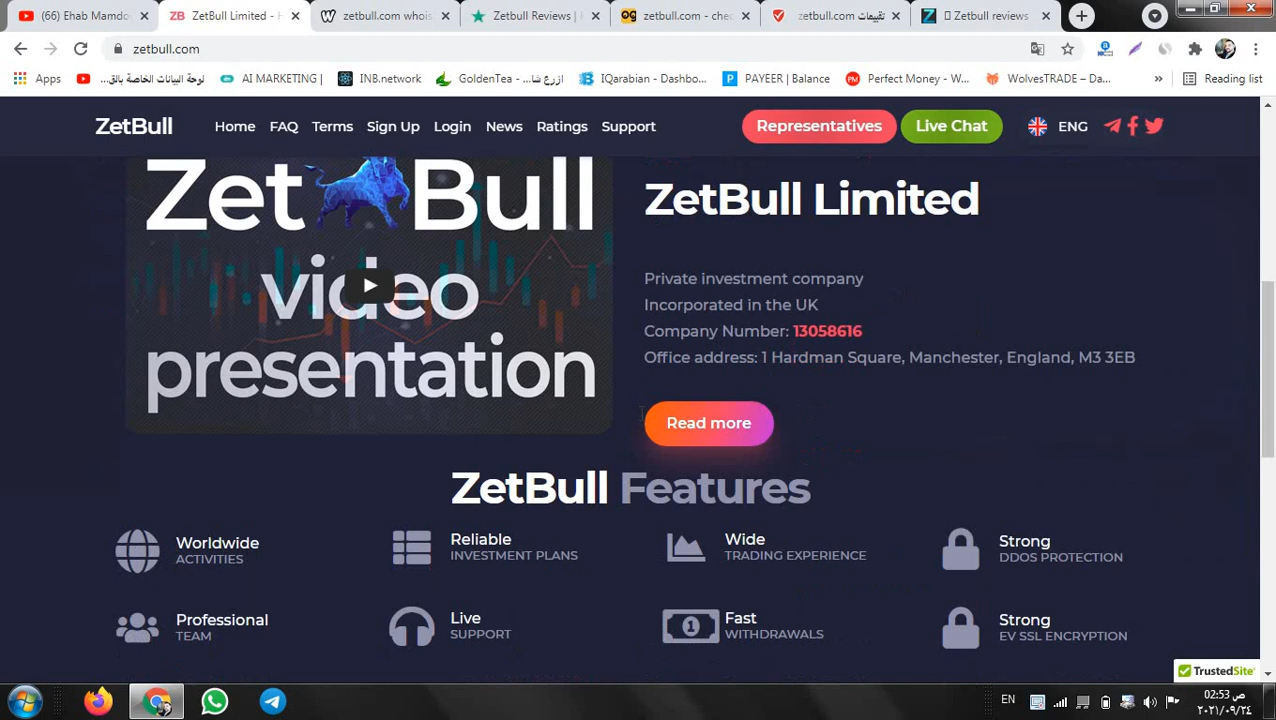 (66) Ehab Mamdo
ZetBull Limited - H
zetbull.com whois
Zetbull Reviews | R
zetbull.com - chec
تقييمات zetbull.com
Zetbull reviews
zetbull.com
Apps
لوحة البيانات الخاصة بالق...
AI MARKETING |
INB.network
GoldenTea - ...ازرع شا
IQarabian - Dashbo...
PAYEER | Balance
Perfect Money - W...
WolvesTRADE – Da...
»
Reading list
ZetBull
Home
FAQ
Terms
Sign Up
Login
News
Ratings
Support
Representatives
Live Chat
ENG
Zet Bull
video
presentation
ZetBull Limited
Private investment company
Incorporated in the UK
Company Number: 13058616
Office address: 1 Hardman Square, Manchester, England, M3 3EB
Read more
ZetBull Features
Worldwide
ACTIVITIES
Reliable
INVESTMENT PLANS
Wide
TRADING EXPERIENCE
Strong
DDOS PROTECTION
Professional
TEAM
Live
SUPPORT
Fast
WITHDRAWALS
Strong
EV SSL ENCRYPTION
TrustedSite
EN
02:53 ص
٢٠٢١/٠٩/٢٤